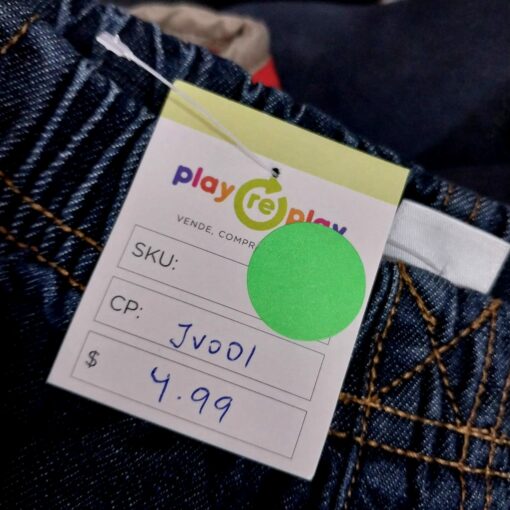 play re play
VENDE, COMPR
SKU:
CP: JV001
$ 4.99